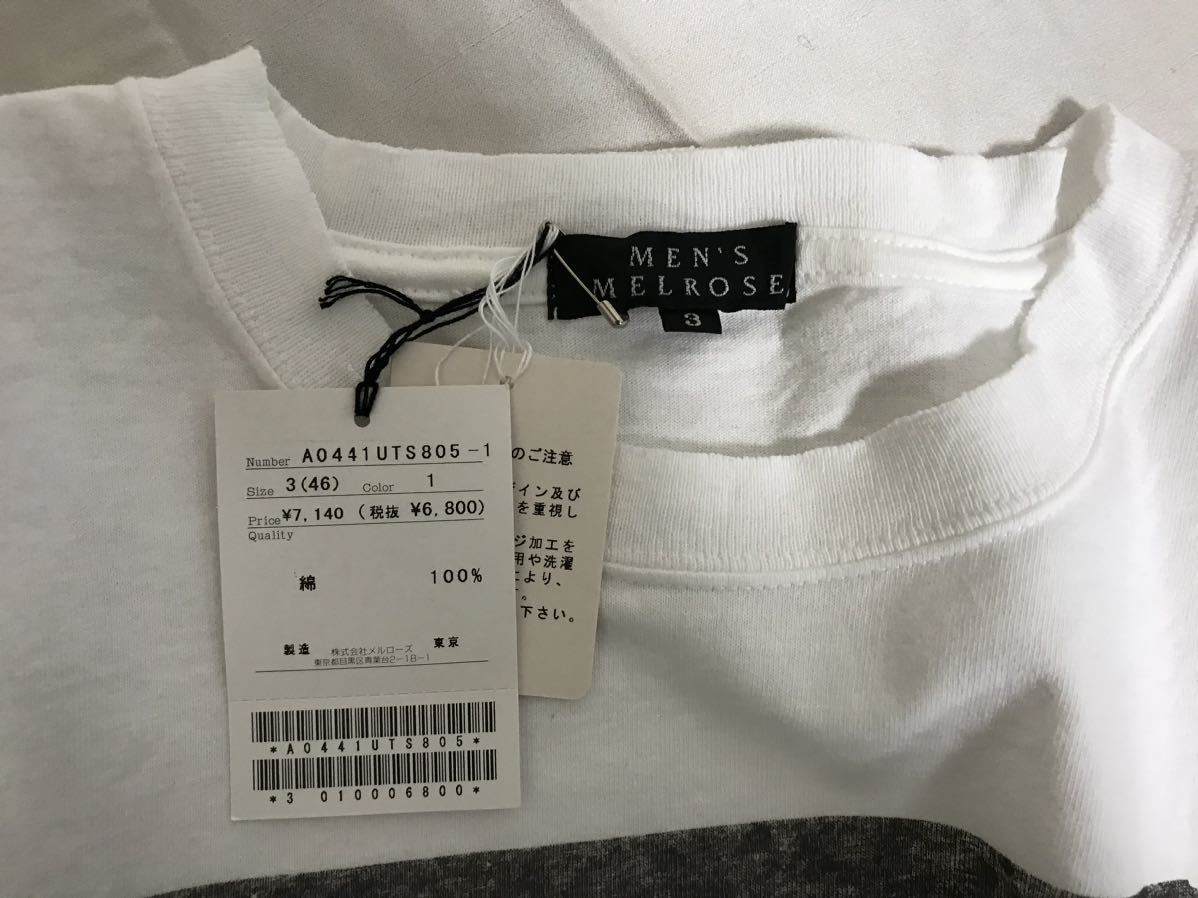 MEN'S
MELROSE
3
Number A0441UTS805-1
Size 3(46) Color 1
Price ¥7,140 (税抜 ¥6,800)
Quality
綿 100%
製造 株式会社メルローズ 東京
東京都目黒区青葉台2-18-1
*A0441UTS805*
*3 010006800*
のご注意
ザイン及び
を重視し
ジ加工を
用や洗濯
により、
。
下さい。